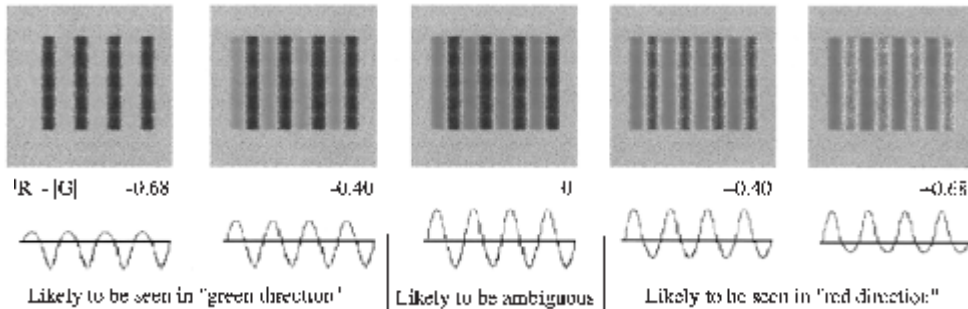 |R| - |G| -0.68 -0.40 0 +0.40 +0.68
Likely to be seen in "green direction" Likely to be ambiguous Likely to be seen in "red direction"